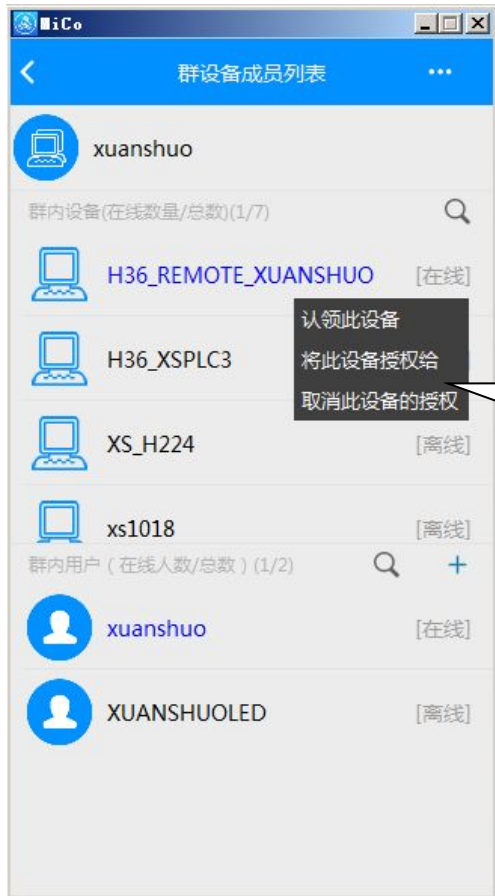 MiCo
群设备成员列表
xuanshuo
群内设备(在线数量/总数)(1/7)
H36_REMOTE_XUANSHUO [在线]
认领此设备
H36_XSPLC3
将此设备授权给
取消此设备的授权
XS_H224 [离线]
xs1018 [离线]
群内用户(在线人数/总数)(1/2)
xuanshuo [在线]
XUANSHUOLED [离线]